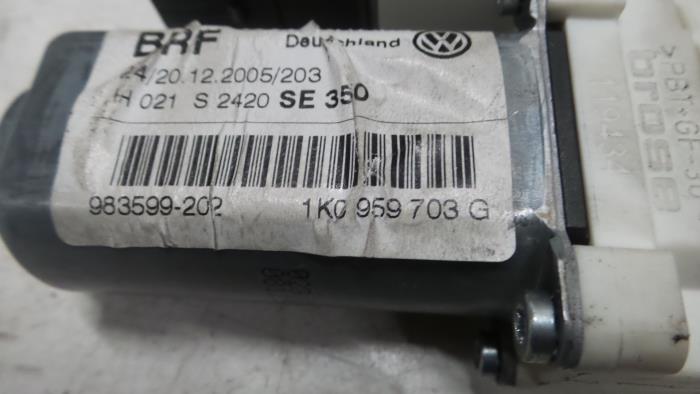 BRF Deutschland
24/20.12.2005/203
H 021 S 2420 SE 350
983599-202 1K0 959 703 G
brose